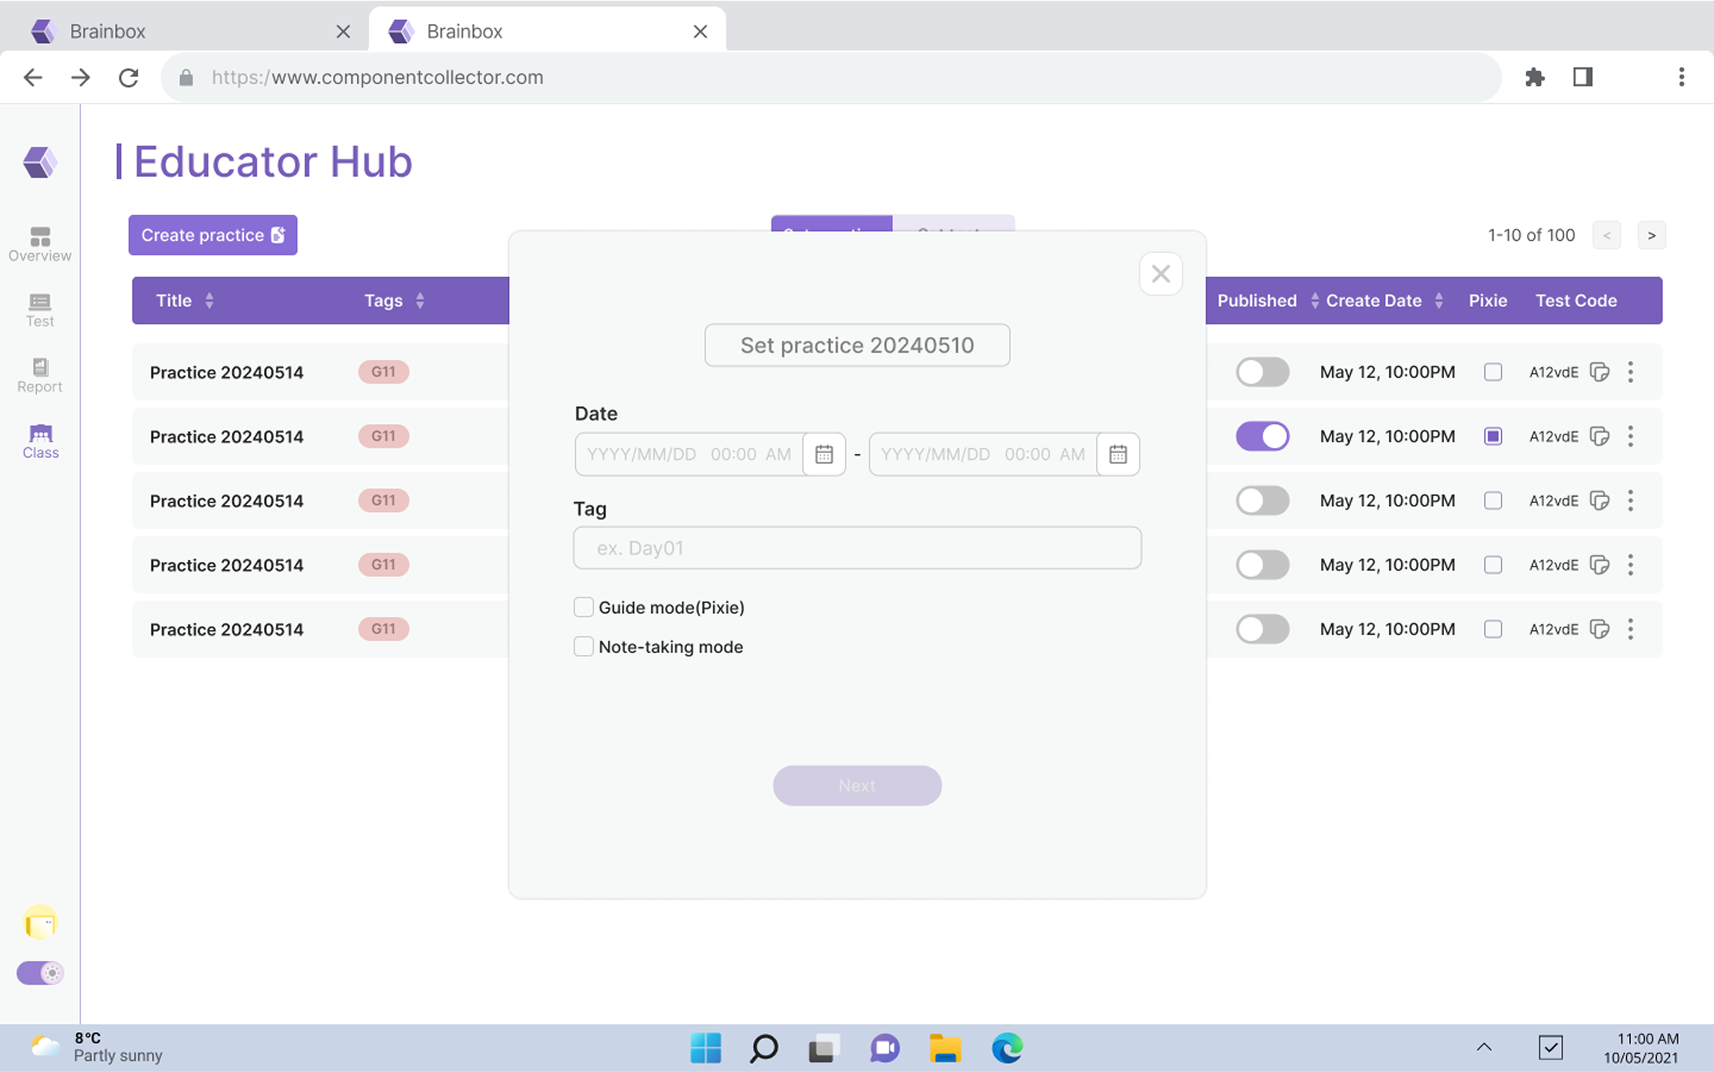 Brainbox
Brainbox
https:/www.componentcollector.com
Educator Hub
Create practice
1-10 of 100
<
>
Title
Tags
Published
Create Date
Pixie
Test Code
Overview
Test
Report
Class
Practice 20240514
G11
May 12, 10:00PM
A12vdE
Practice 20240514
G11
May 12, 10:00PM
A12vdE
Practice 20240514
G11
May 12, 10:00PM
A12vdE
Practice 20240514
G11
May 12, 10:00PM
A12vdE
Practice 20240514
G11
May 12, 10:00PM
A12vdE
Set practice 20240510
Date
YYYY/MM/DD 00:00 AM
-
YYYY/MM/DD 00:00 AM
Tag
ex. Day01
Guide mode(Pixie)
Note-taking mode
Next
8°C
Partly sunny
11:00 AM
10/05/2021